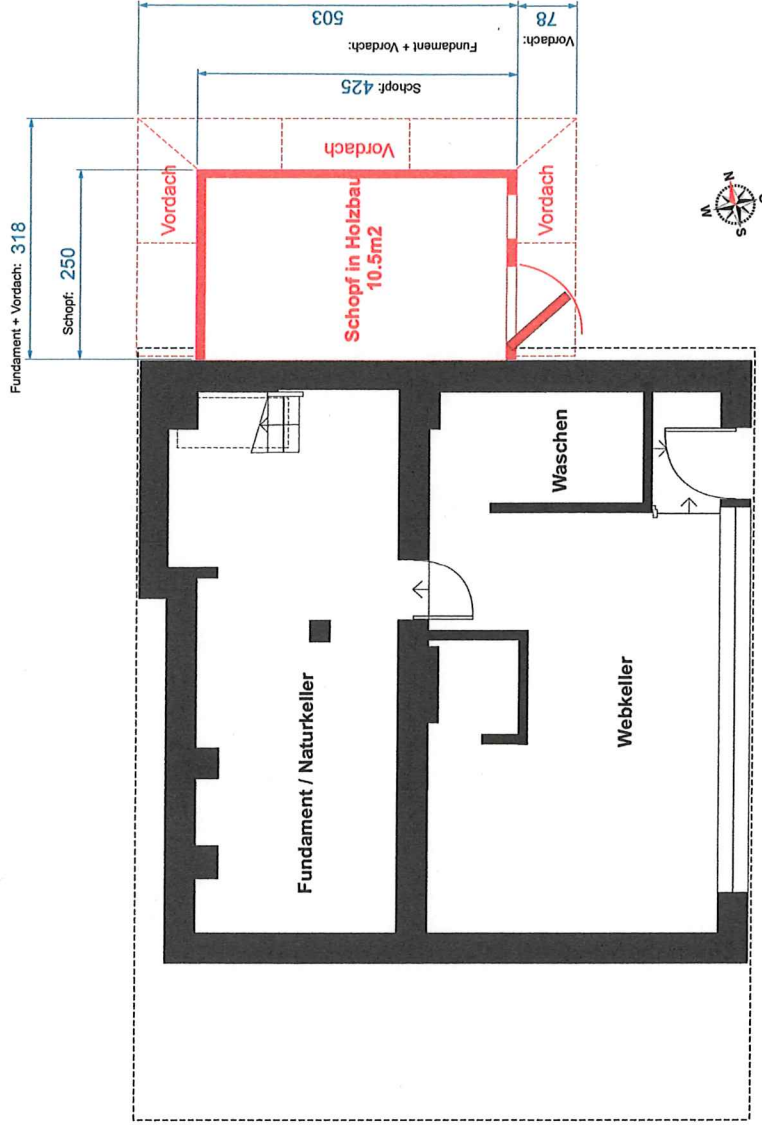 Fundament + Vordach: 503
Vordach: 78
Schopf: 425
Fundament + Vordach: 318
Schopf: 250
Vordach
Vordach
Vordach
Schopf in Holzbau
10.5m2
Waschen
Fundament / Naturkeller
Webkeller
N
W
S